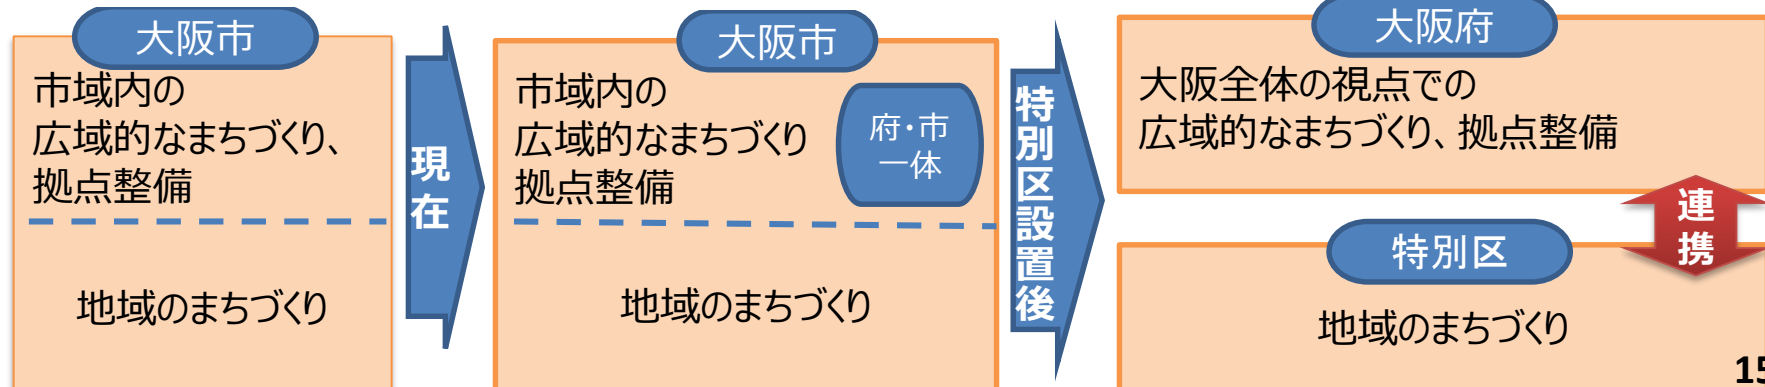 大阪市
市域内の
広域的なまちづくり、
拠点整備
地域のまちづくり
現在
大阪市
市域内の
広域的なまちづくり
拠点整備
府・市
一体
地域のまちづくり
特別区設置後
大阪府
大阪全体の視点での
広域的なまちづくり、拠点整備
連携
特別区
地域のまちづくり
15